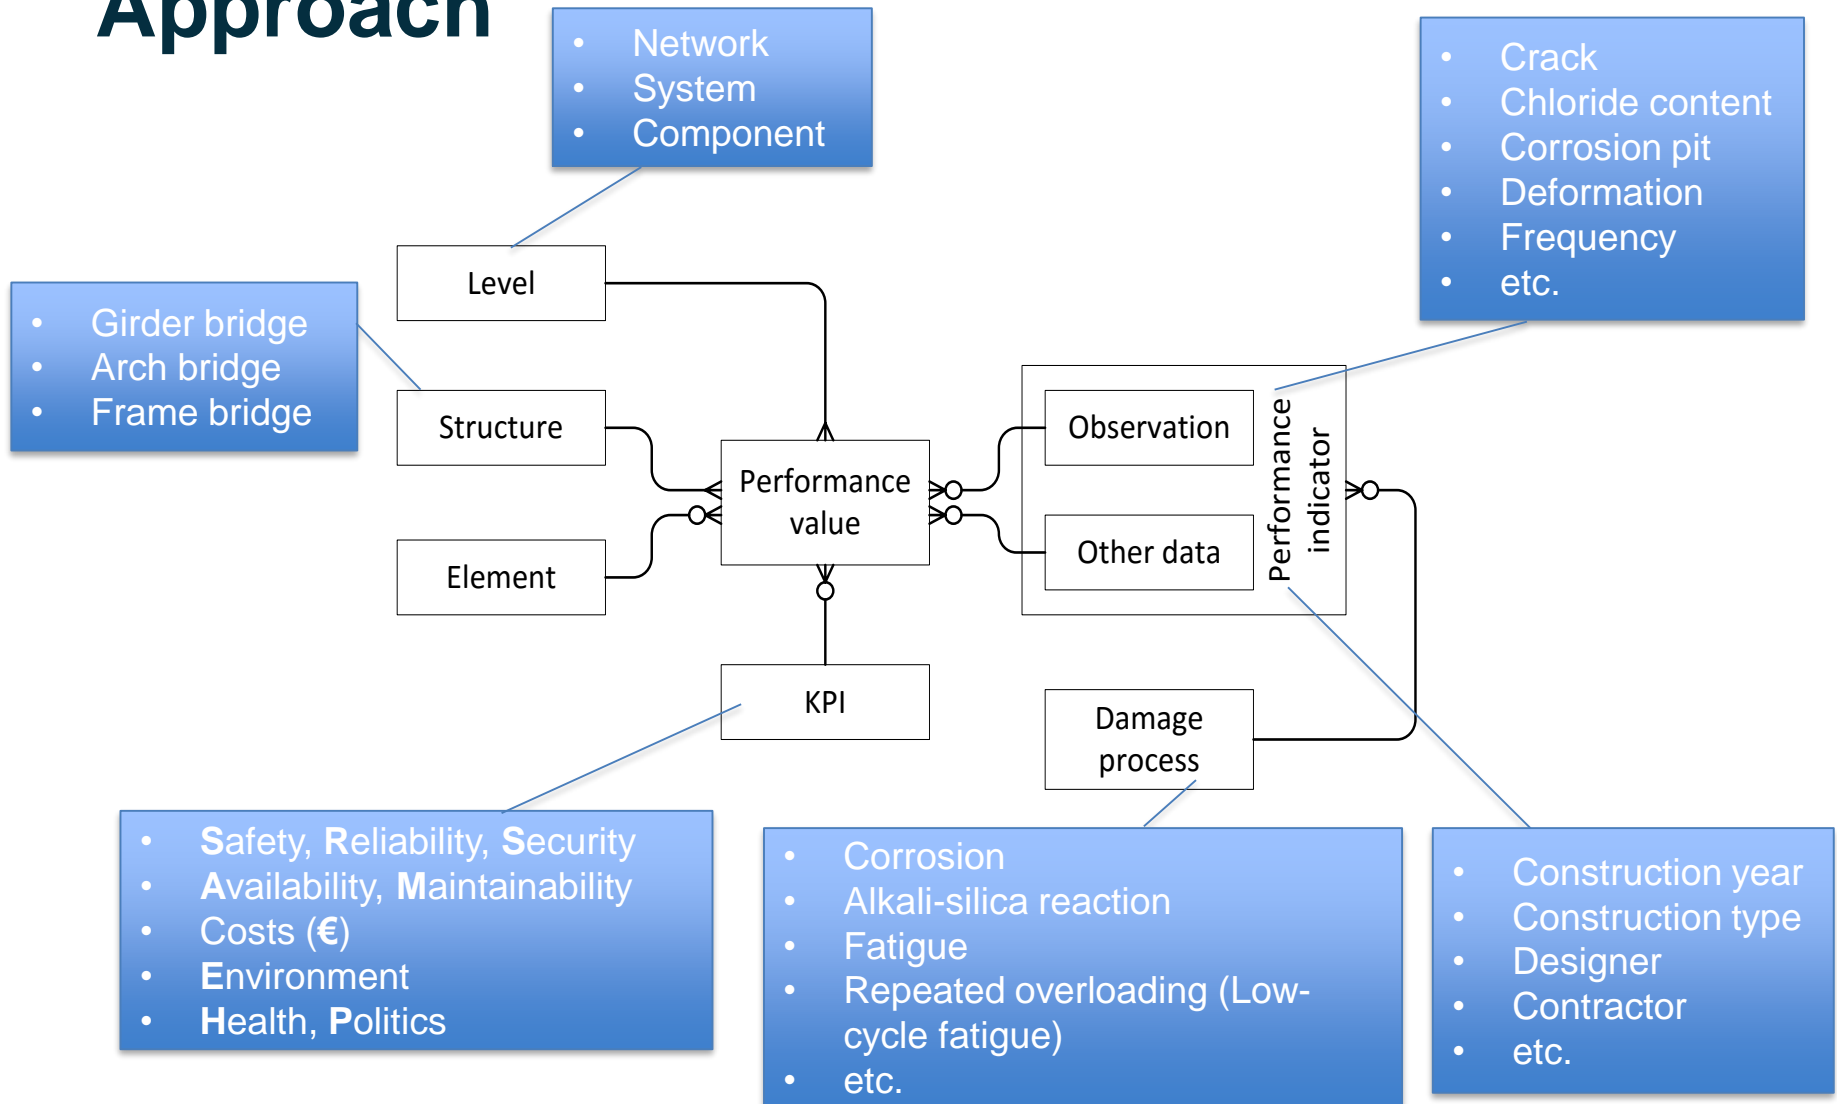 Approach
• Network
• System
• Component
• Crack
• Chloride content
• Corrosion pit
• Deformation
• Frequency
• etc.
Level
• Girder bridge
• Arch bridge
• Frame bridge
Structure
Element
Performance
value
Observation
Other data
Performance
indicator
KPI
Damage
process
• Safety, Reliability, Security
• Availability, Maintainability
• Costs (€)
• Environment
• Health, Politics
• Corrosion
• Alkali-silica reaction
• Fatigue
• Repeated overloading (Low-
cycle fatigue)
• etc.
• Construction year
• Construction type
• Designer
• Contractor
• etc.